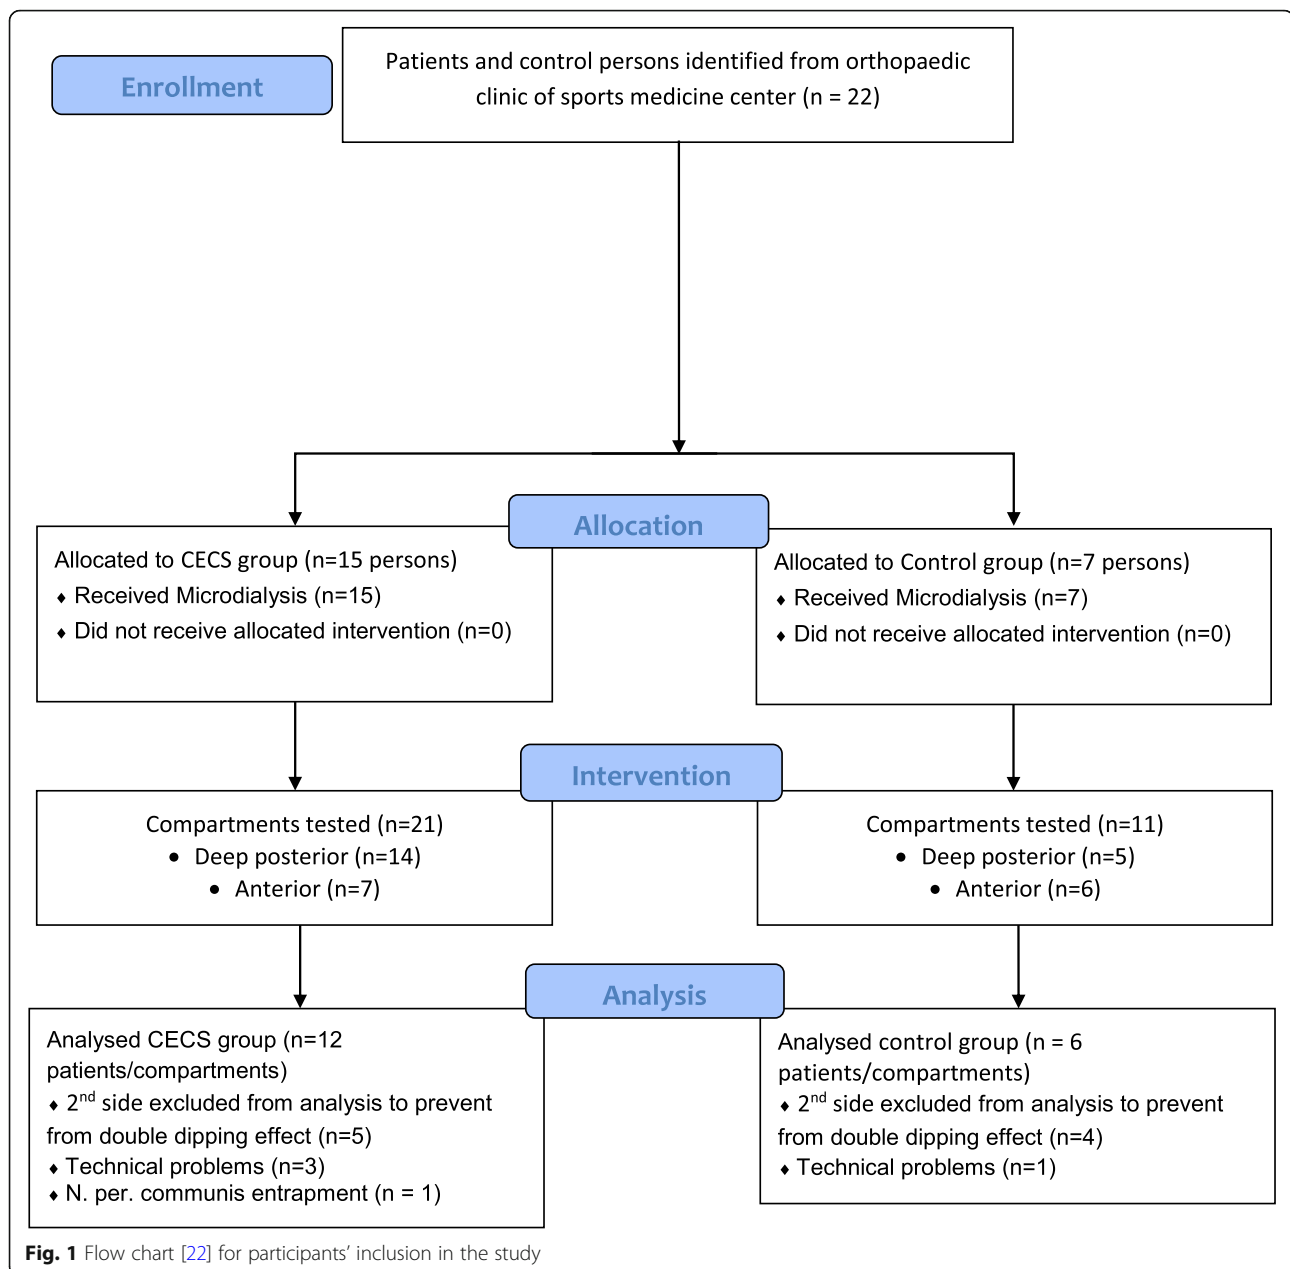 Enrollment
Patients and control persons identified from orthopaedic
clinic of sports medicine center (n = 22)
Allocation
Allocated to CECS group (n=15 persons)
⬧ Received Microdialysis (n=15)
⬧ Did not receive allocated intervention (n=0)
Allocated to Control group (n=7 persons)
⬧ Received Microdialysis (n=7)
⬧ Did not receive allocated intervention (n=0)
Intervention
Compartments tested (n=21)
• Deep posterior (n=14)
• Anterior (n=7)
Compartments tested (n=11)
• Deep posterior (n=5)
• Anterior (n=6)
Analysis
Analysed CECS group (n=12
patients/compartments)
⬧ 2nd side excluded from analysis to prevent
from double dipping effect (n=5)
⬧ Technical problems (n=3)
⬧ N. per. communis entrapment (n = 1)
Analysed control group (n = 6
patients/compartments)
⬧ 2nd side excluded from analysis to prevent
from double dipping effect (n=4)
⬧ Technical problems (n=1)
Fig. 1 Flow chart [22] for participants’ inclusion in the study